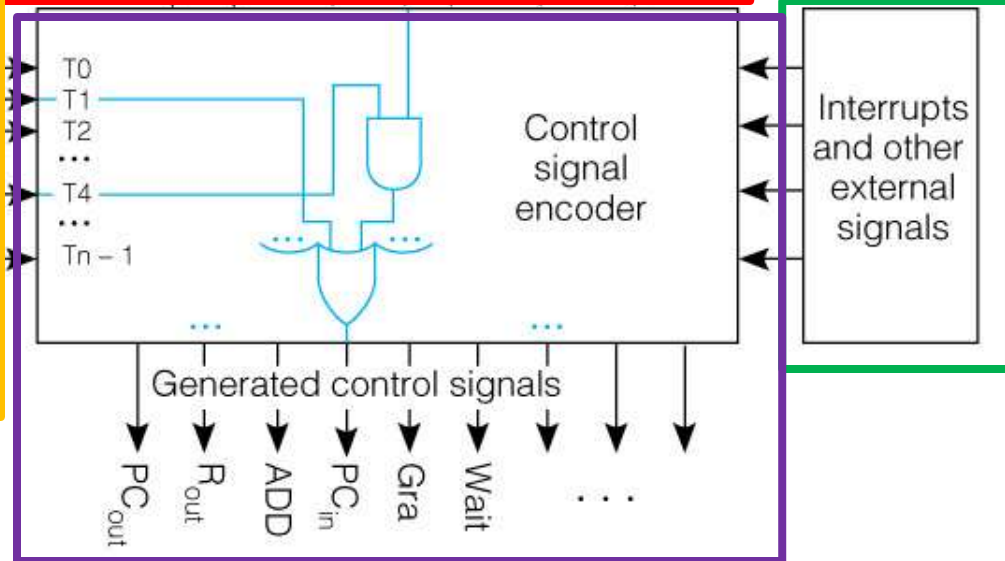 T0
T1
T2
...
T4
...
Tn – 1
...
...
...
...
Control
signal
encoder
Interrupts
and other
external
signals
Generated control signals
PCout
Rout
ADD
PCin
Gra
Wait
. . .